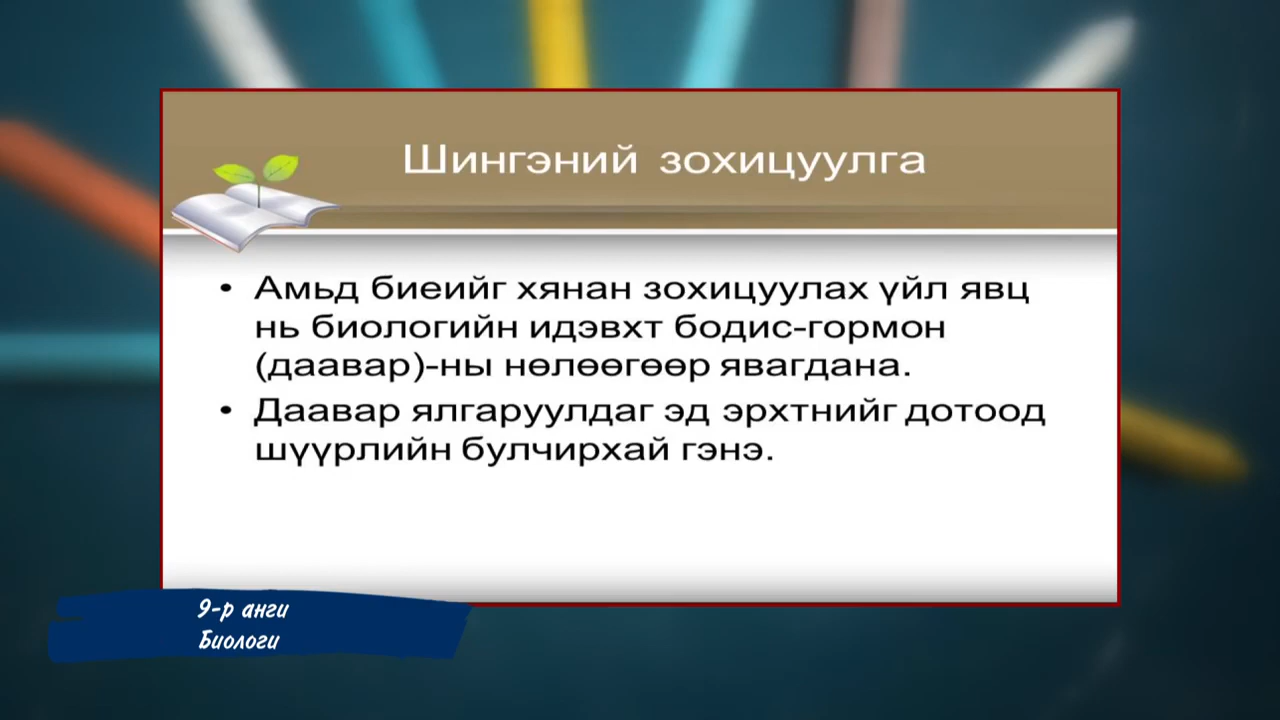 Шингэний зохицуулга
• Амьд биеийг хянан зохицуулах үйл явц
нь биологийн идэвхт бодис-гормон
(даавар)-ны нөлөөгөөр явагдана.
• Даавар ялгаруулдаг эд эрхтнийг дотоод
шүүрлийн булчирхай гэнэ.
9-р анги
Биологи